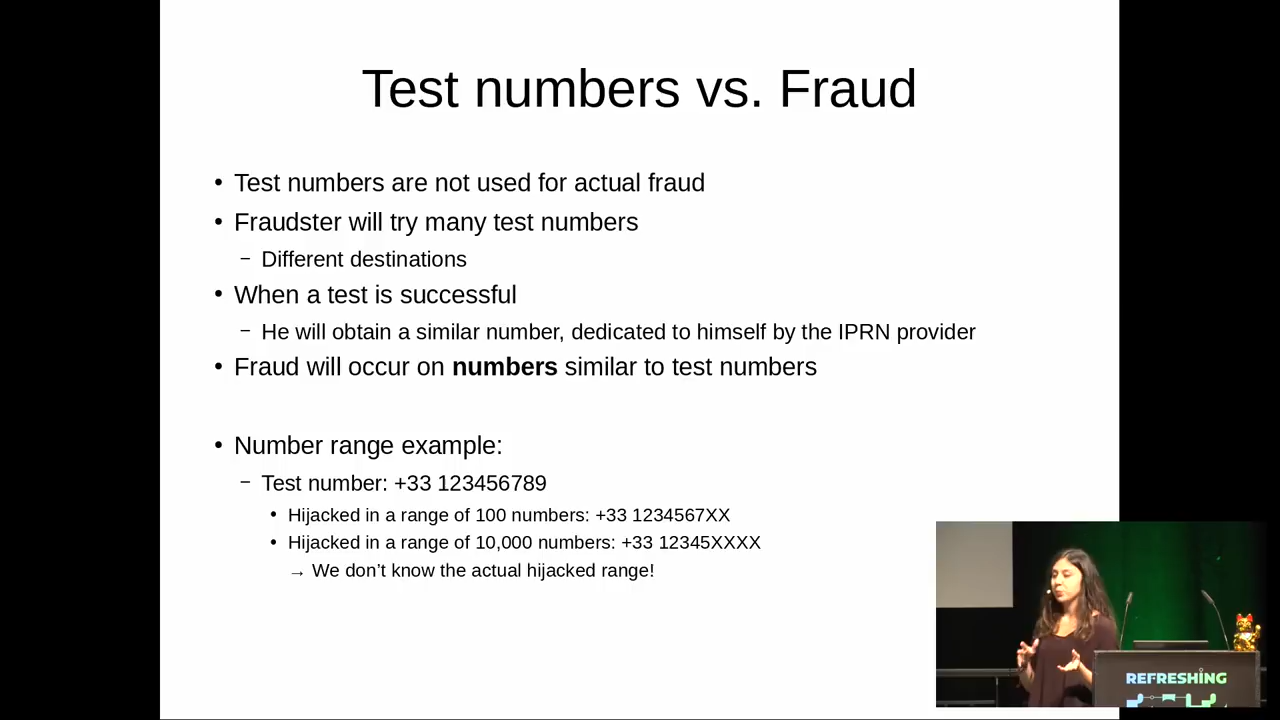 Test numbers vs. Fraud
• Test numbers are not used for actual fraud
• Fraudster will try many test numbers
– Different destinations
• When a test is successful
– He will obtain a similar number, dedicated to himself by the IPRN provider
• Fraud will occur on numbers similar to test numbers
• Number range example:
– Test number: +33 123456789
• Hijacked in a range of 100 numbers: +33 1234567XX
• Hijacked in a range of 10,000 numbers: +33 12345XXXX
→ We don’t know the actual hijacked range!
REFRESHING